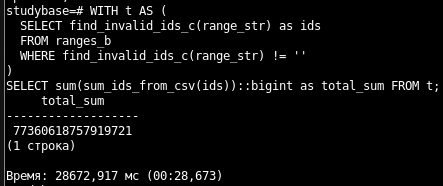 studybase=# WITH t AS (
SELECT find_invalid_ids_c(range_str) as ids
FROM ranges_b
WHERE find_invalid_ids_c(range_str) != ''
)
SELECT sum(sum_ids_from_csv(ids))::bigint as total_sum FROM t;
total_sum
-------------------
77360618757919721
(1 строка)
Время: 28672,917 мс (00:28,673)